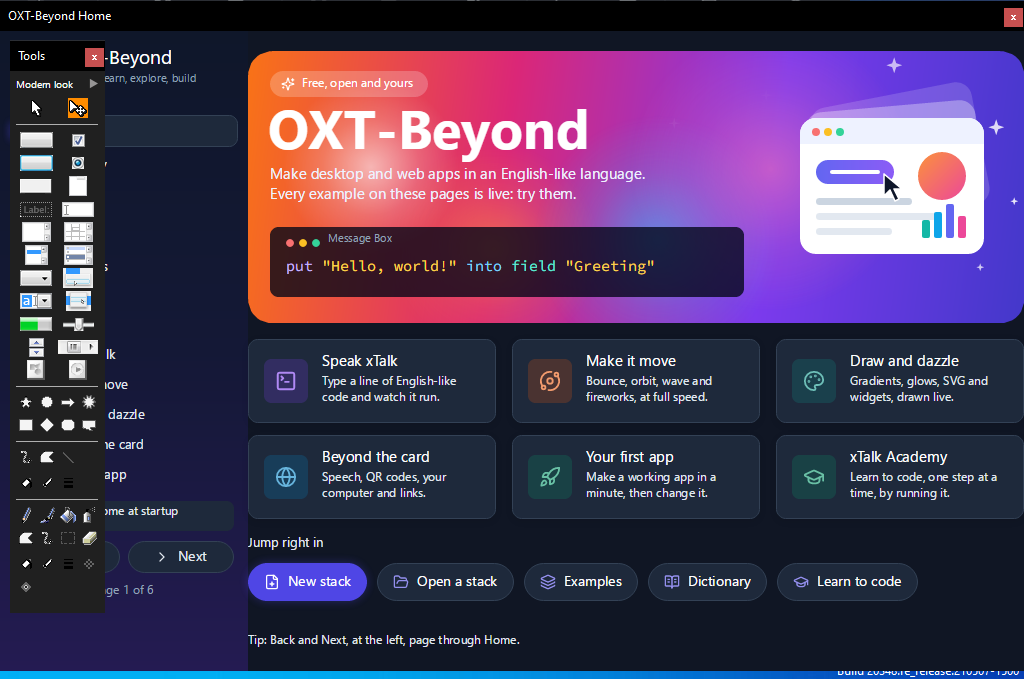 OXT-Beyond Home
x
Tools
x
Modern look
Label:
-Beyond
earn, explore, build
lk
nove
dazzle
he card
app
ome at startup
Next
ge 1 of 6
Free, open and yours
OXT-Beyond
Make desktop and web apps in an English-like language.
Every example on these pages is live: try them.
Message Box
put "Hello, world!" into field "Greeting"
Speak xTalk
Type a line of English-like
code and watch it run.
Make it move
Bounce, orbit, wave and
fireworks, at full speed.
Draw and dazzle
Gradients, glows, SVG and
widgets, drawn live.
Beyond the card
Speech, QR codes, your
computer and links.
Your first app
Make a working app in a
minute, then change it.
xTalk Academy
Learn to code, one step at a
time, by running it.
Jump right in
New stack
Open a stack
Examples
Dictionary
Learn to code
Tip: Back and Next, at the left, page through Home.